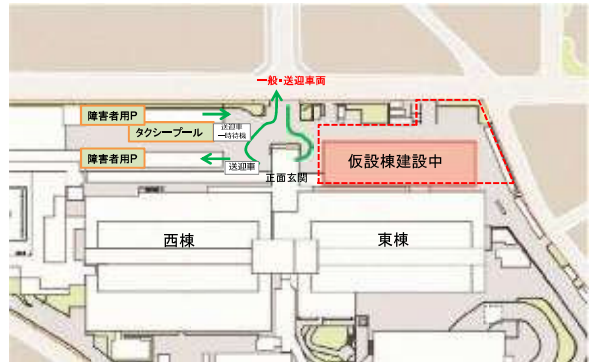 一般・送迎車両
障害者用P
タクシープール
送迎車
一時待機
障害者用P
送迎車
正面玄関
仮設棟建設中
西棟
東棟